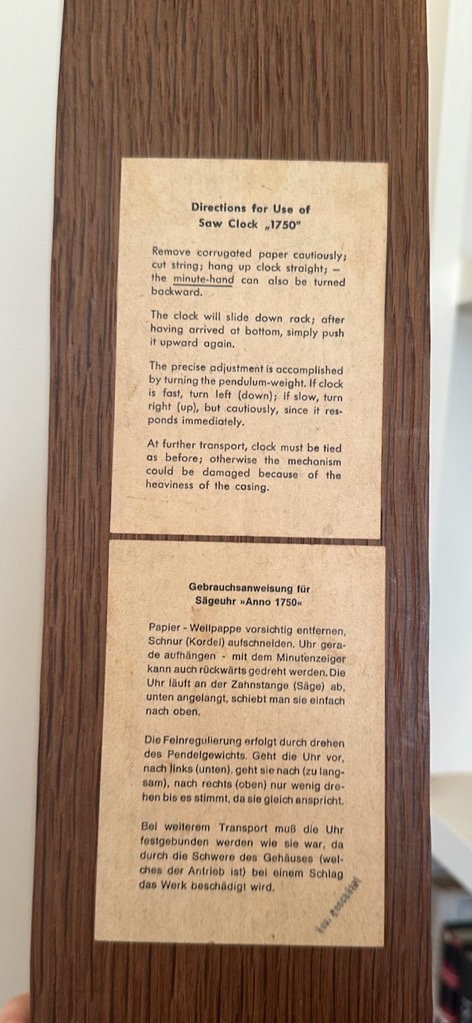 Directions for Use of
Saw Clock „1750”
Remove corrugated paper cautiously;
cut string; hang up clock straight; —
the minute-hand can also be turned
backward.
The clock will slide down rack; after
having arrived at bottom, simply push
it upward again.
The precise adjustment is accomplished
by turning the pendulum-weight. If clock
is fast, turn left (down); if slow, turn
right (up), but cautiously, since it res-
ponds immediately.
At further transport, clock must be tied
as before; otherwise the mechanism
could be damaged because of the
heaviness of the casing.
Gebrauchsanweisung für
Sägeuhr »Anno 1750«
Papier - Wellpappe vorsichtig entfernen,
Schnur (Kordel) aufschneiden. Uhr gera-
de aufhängen - mit dem Minutenzeiger
kann auch rückwärts gedreht werden. Die
Uhr läuft an der Zahnstange (Säge) ab,
unten angelangt, schiebt man sie einfach
nach oben.
Die Feinregulierung erfolgt durch drehen
des Pendelgewichts. Geht die Uhr vor,
nach links (unten), geht sie nach (zu lang-
sam), nach rechts (oben) nur wenig dre-
hen bis es stimmt, da sie gleich anspricht.
Bei weiterem Transport muß die Uhr
festgebunden werden wie sie war, da
durch die Schwere des Gehäuses (wel-
ches der Antrieb ist) bei einem Schlag
das Werk beschädigt wird.
ges. geschützt